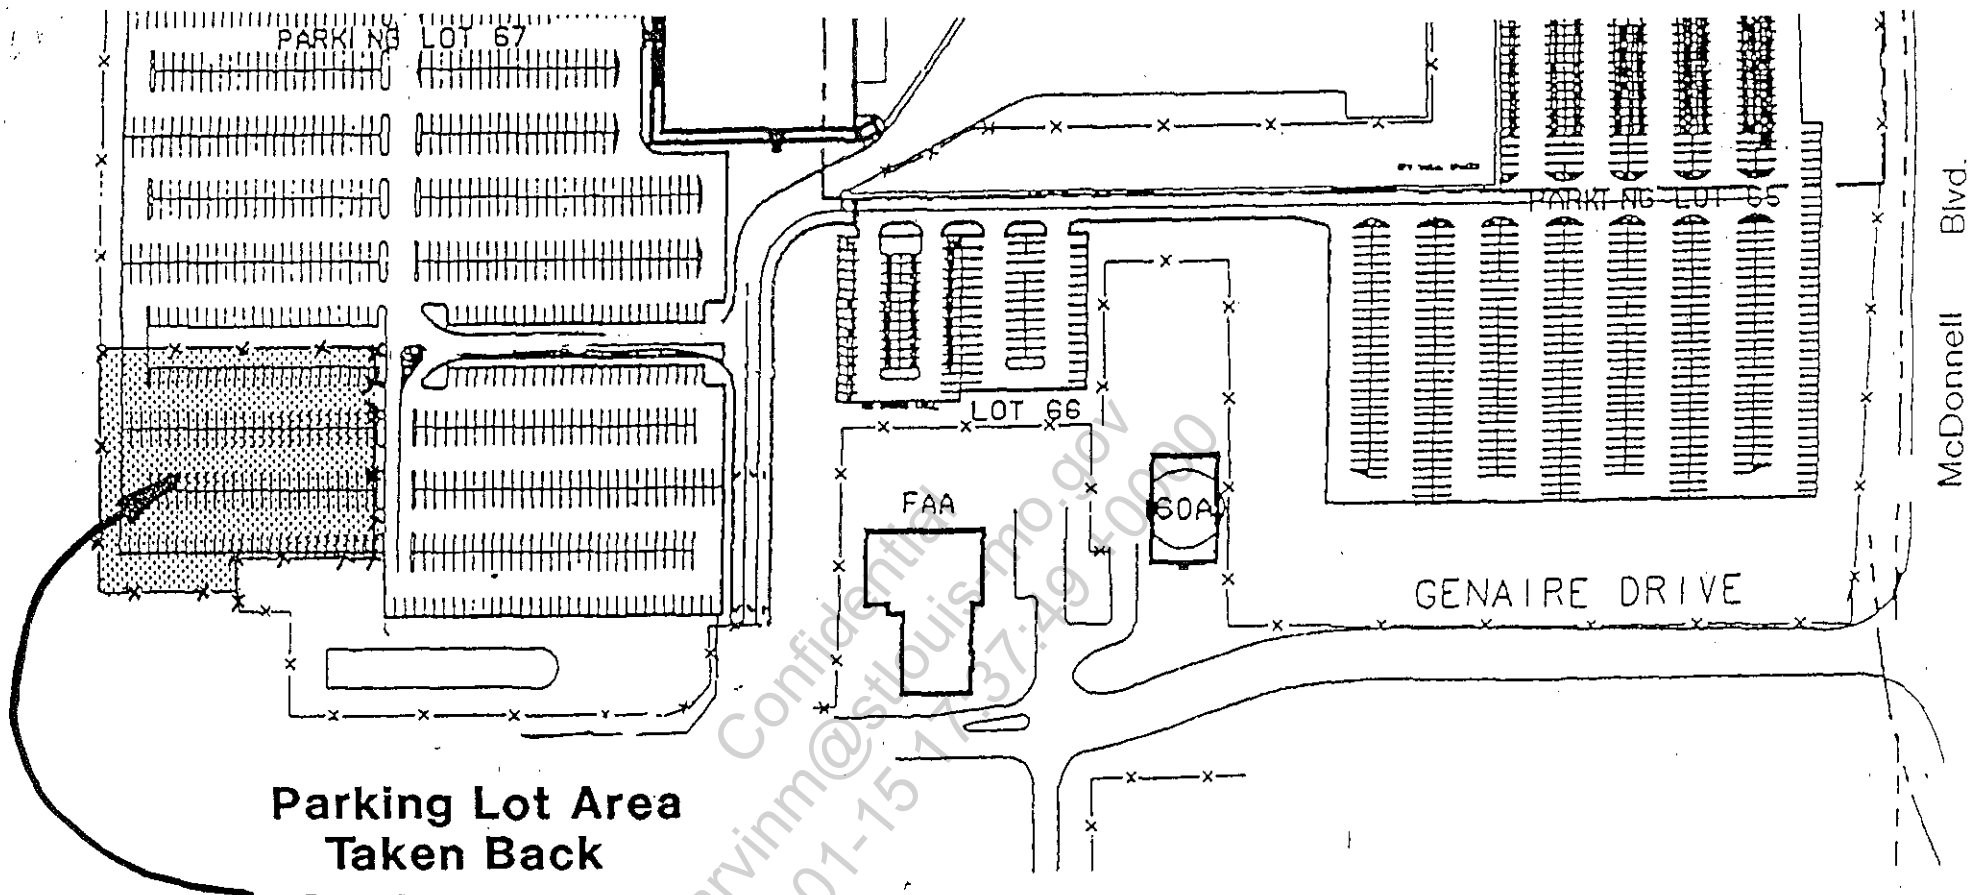 PARKING LOT 67
PARKING LOT 65
LOT 66
FAA
60A
GENAIRE DRIVE
McDonnell Blvd.
Parking Lot Area
Taken Back
Confidential